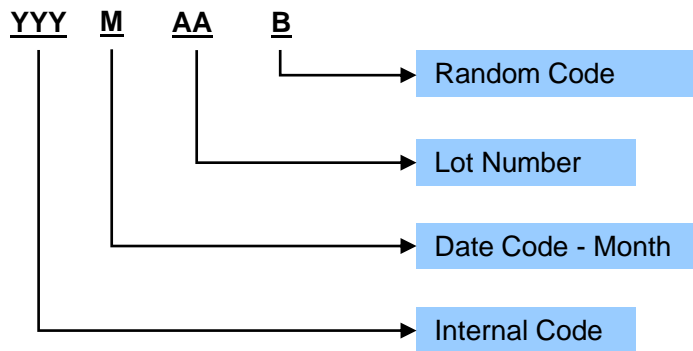 YYY M AA B
Random Code
Lot Number
Date Code - Month
Internal Code